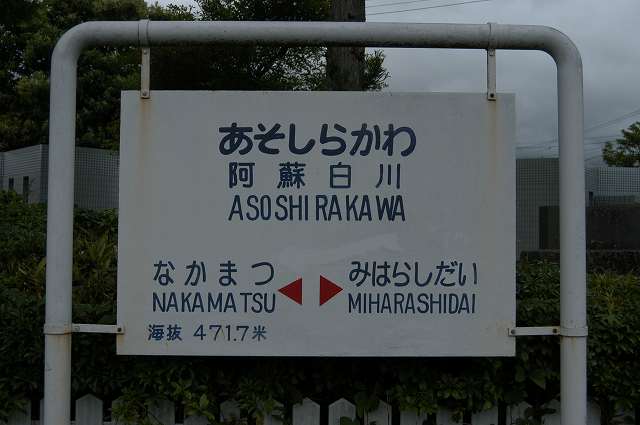 あそしらかわ
阿蘇白川
ASOSHIRAKAWA
なかまつ みはらしだい
NAKAMATSU MIHARASHIDAI
海抜 471.7米